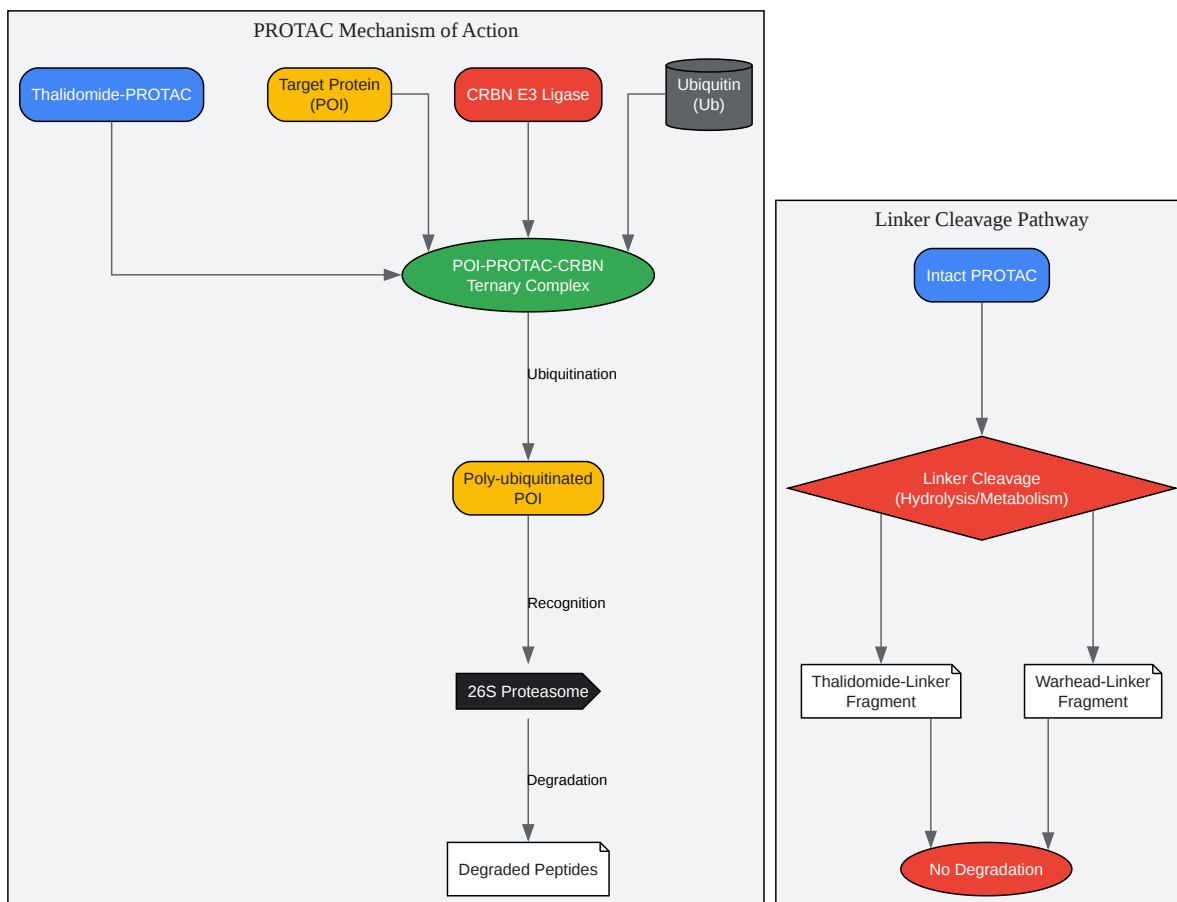 PROTAC Mechanism of Action
Thalidomide-PROTAC
Target Protein
(POI)
CRBN E3 Ligase
Ubiquitin
(Ub)
POI-PROTAC-CRBN
Ternary Complex
Ubiquitination
Poly-ubiquitinated
POI
Recognition
26S Proteasome
Degradation
Degraded Peptides
Linker Cleavage Pathway
Intact PROTAC
Linker Cleavage
(Hydrolysis/Metabolism)
Thalidomide-Linker
Fragment
Warhead-Linker
Fragment
No Degradation